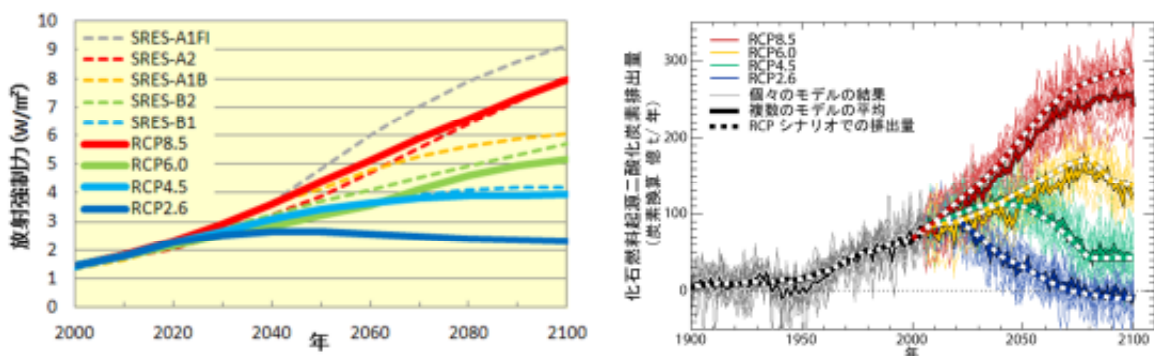 放射強制力 (w/㎡)
10
9
8
7
6
5
4
3
2
1
0
SRES-A1FI
SRES-A2
SRES-A1B
SRES-B2
SRES-B1
RCP8.5
RCP6.0
RCP4.5
RCP2.6
2000 2020 2040 2060 2080 2100
年
化石燃料起源二酸化炭素排出量
(炭素換算 億t/年)
300
200
100
0
RCP8.5
RCP6.0
RCP4.5
RCP2.6
個々のモデルの結果
複数のモデルの平均
RCP シナリオでの排出量
1900 1950 2000 2050 2100
年